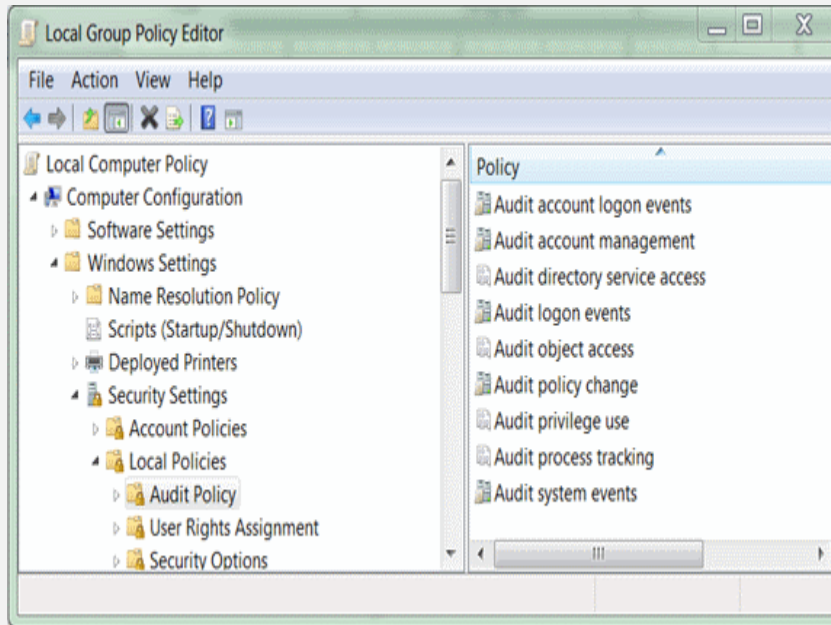 Local Group Policy Editor
File Action View Help
Local Computer Policy
Computer Configuration
Software Settings
Windows Settings
Name Resolution Policy
Scripts (Startup/Shutdown)
Deployed Printers
Security Settings
Account Policies
Local Policies
Audit Policy
User Rights Assignment
Security Options
Policy
Audit account logon events
Audit account management
Audit directory service access
Audit logon events
Audit object access
Audit policy change
Audit privilege use
Audit process tracking
Audit system events